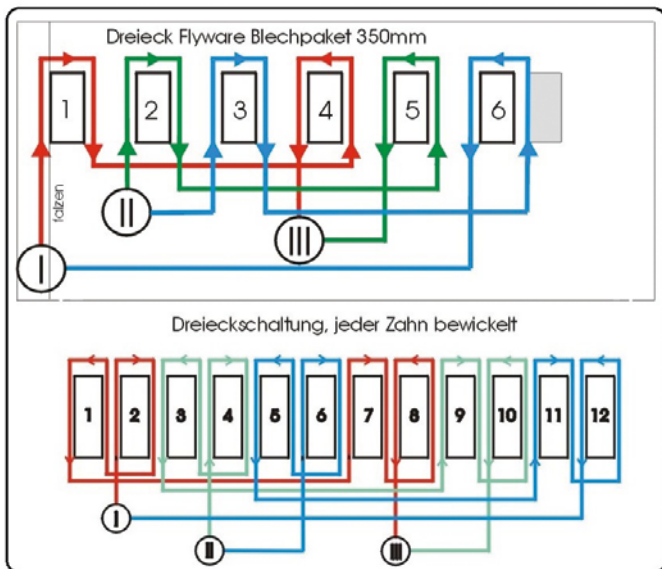 Dreieck Flyware Blechpaket 350mm
1 2 3 4 5 6
falzen
II
III
I
Dreieckschaltung, jeder Zahn bewickelt
1 2 3 4 5 6 7 8 9 10 11 12
I
II
III